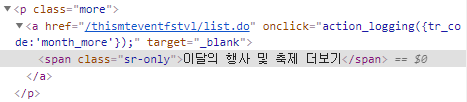 ▼<p class="more">
▼<a href="/thismteventfstvl/list.do" onclick="action_logging({tr_co
de:'month_more'});" target="_blank">
<span class="sr-only">이달의 행사 및 축제 더보기</span> == $0
</a>
</p>